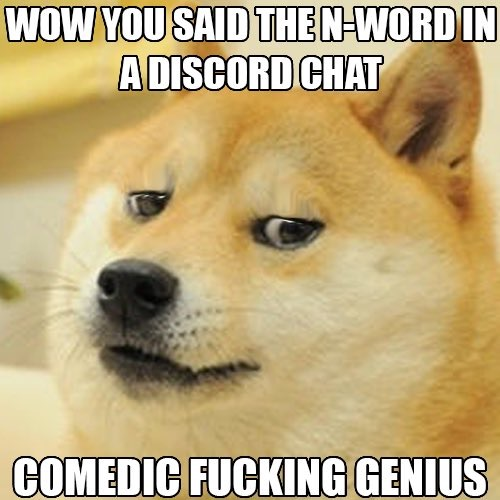 WOW YOU SAID THE N-WORD IN
A DISCORD CHAT
COMEDIC FUCKING GENIUS